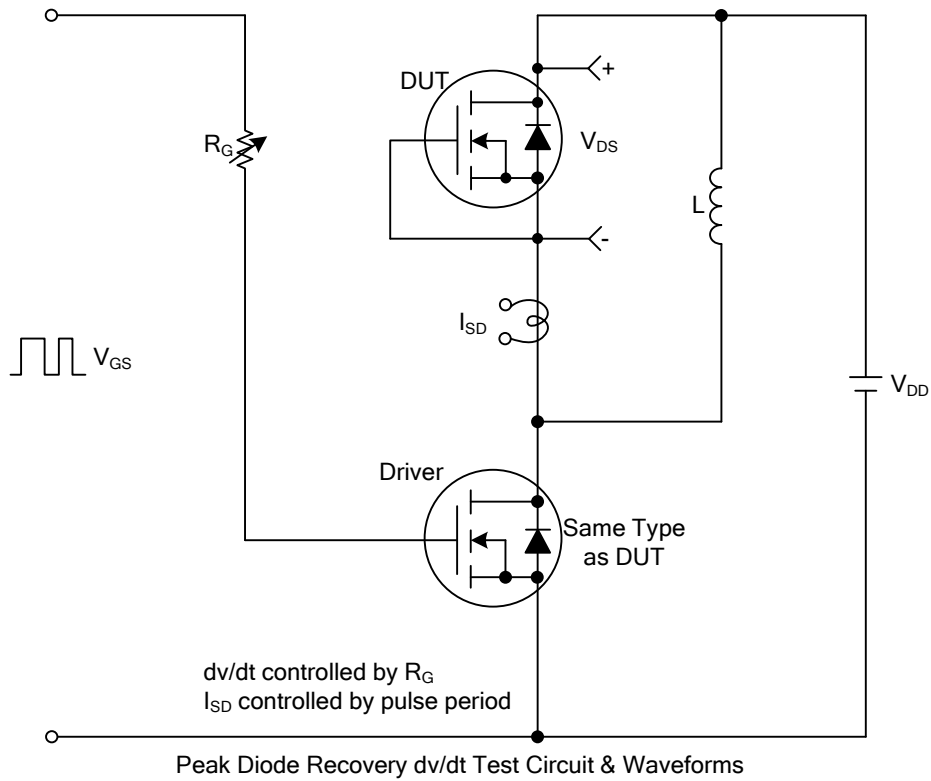 DUT
+
R_G
V_DS
L
-
I_SD
V_GS
V_DD
Driver
Same Type
as DUT
dv/dt controlled by R_G
I_SD controlled by pulse period
Peak Diode Recovery dv/dt Test Circuit & Waveforms